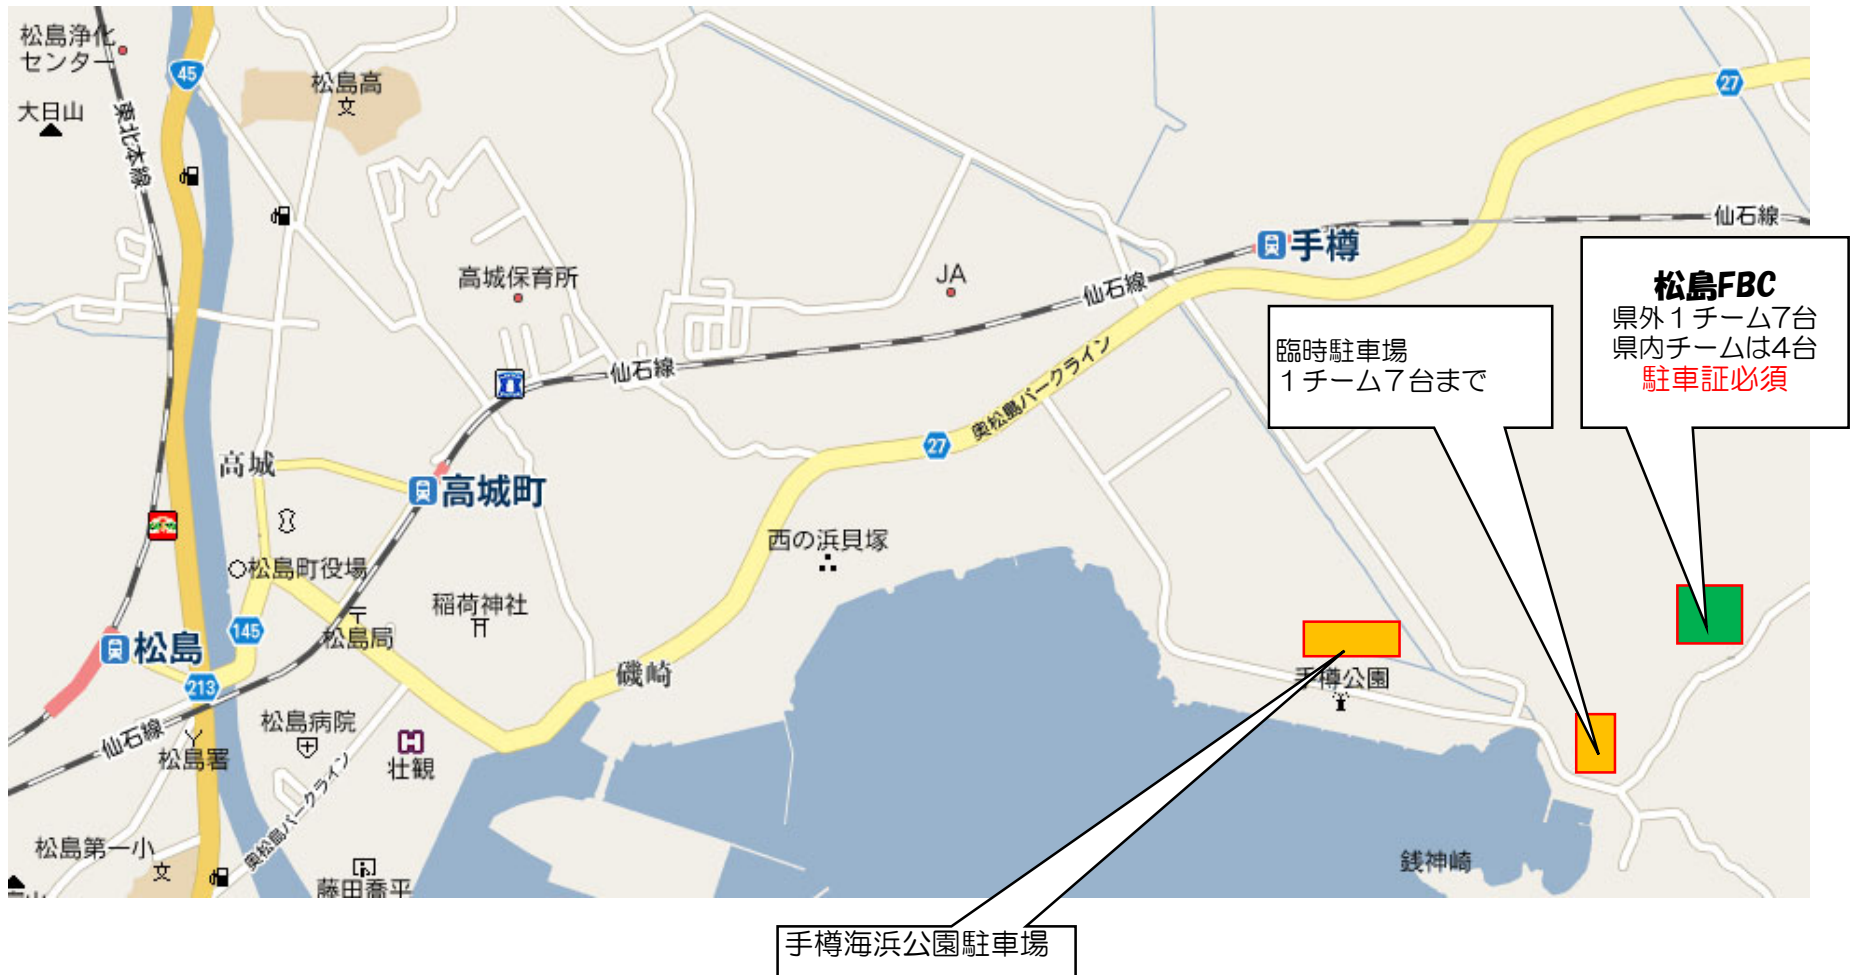 松島浄化
センター
45
松島高
大日山
東北本線
27
仙石線
手樽
高城保育所
JA
仙石線
松島FBC
県外1チーム7台
県内チームは4台
駐車証必須
臨時駐車場
1チーム7台まで
仙石線
奥松島パークライン
27
高城
高城町
西の浜貝塚
松島町役場
稲荷神社
145
松島局
松島
磯崎
213
手樽公園
仙石線
松島病院
松島署
壮観
奥松島パークライン
松島第一小
藤田喬平
銭神崎
手樽海浜公園駐車場